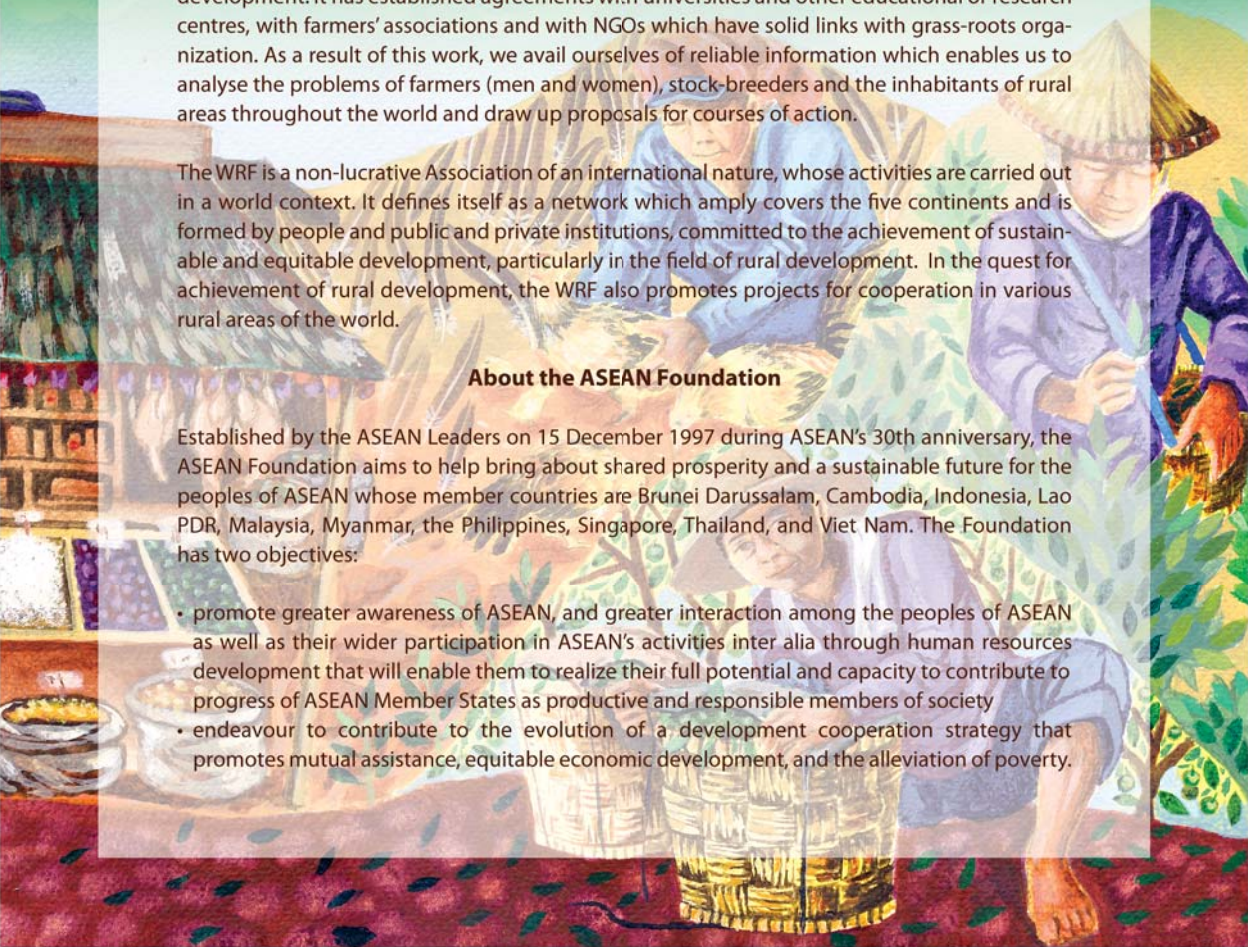 development. It has established agreements with universities and other educational or research
centres, with farmers' associations and with NGOs which have solid links with grass-roots orga-
nization. As a result of this work, we avail ourselves of reliable information which enables us to
analyse the problems of farmers (men and women), stock-breeders and the inhabitants of rural
areas throughout the world and draw up proposals for courses of action.
The WRF is a non-lucrative Association of an international nature, whose activities are carried out
in a world context. It defines itself as a network which amply covers the five continents and is
formed by people and public and private institutions, committed to the achievement of sustain-
able and equitable development, particularly in the field of rural development. In the quest for
achievement of rural development, the WRF also promotes projects for cooperation in various
rural areas of the world.
About the ASEAN Foundation
Established by the ASEAN Leaders on 15 December 1997 during ASEAN's 30th anniversary, the
ASEAN Foundation aims to help bring about shared prosperity and a sustainable future for the
peoples of ASEAN whose member countries are Brunei Darussalam, Cambodia, Indonesia, Lao
PDR, Malaysia, Myanmar, the Philippines, Singapore, Thailand, and Viet Nam. The Foundation
has two objectives:
• promote greater awareness of ASEAN, and greater interaction among the peoples of ASEAN
as well as their wider participation in ASEAN's activities inter alia through human resources
development that will enable them to realize their full potential and capacity to contribute to
progress of ASEAN Member States as productive and responsible members of society
• endeavour to contribute to the evolution of a development cooperation strategy that
promotes mutual assistance, equitable economic development, and the alleviation of poverty.